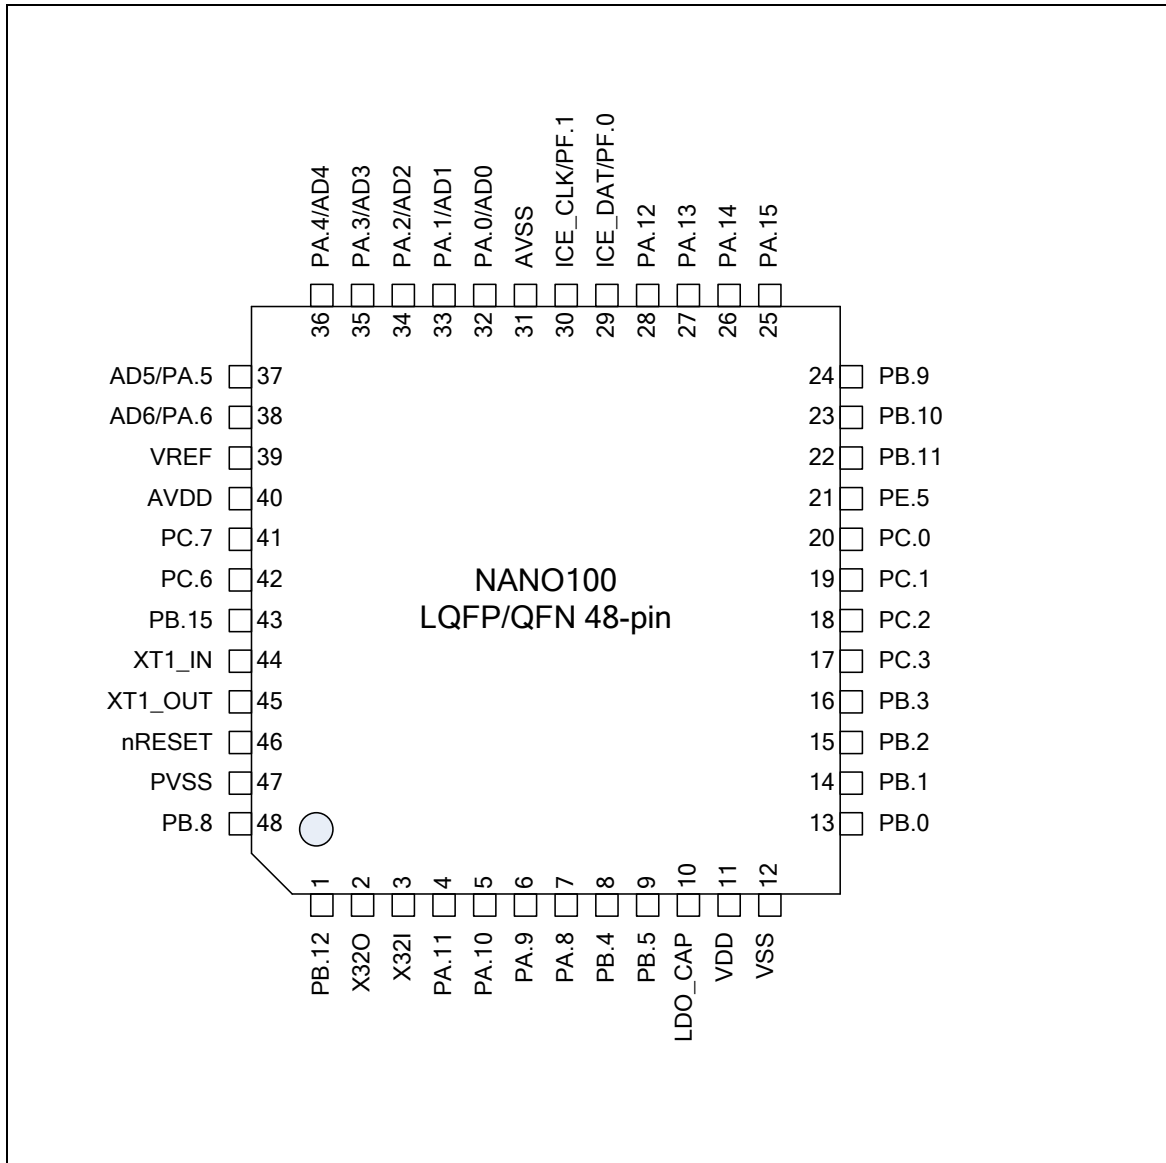 PA.4/AD4
PA.3/AD3
PA.2/AD2
PA.1/AD1
PA.0/AD0
AVSS
ICE_CLK/PF.1
ICE_DAT/PF.0
PA.12
PA.13
PA.14
PA.15
36
35
34
33
32
31
30
29
28
27
26
25
AD5/PA.5 37
AD6/PA.6 38
VREF 39
AVDD 40
PC.7 41
PC.6 42
PB.15 43
XT1_IN 44
XT1_OUT 45
nRESET 46
PVSS 47
PB.8 48
NANO100
LQFP/QFN 48-pin
24 PB.9
23 PB.10
22 PB.11
21 PE.5
20 PC.0
19 PC.1
18 PC.2
17 PC.3
16 PB.3
15 PB.2
14 PB.1
13 PB.0
1
2
3
4
5
6
7
8
9
10
11
12
PB.12
X32O
X32I
PA.11
PA.10
PA.9
PA.8
PB.4
PB.5
LDO_CAP
VDD
VSS